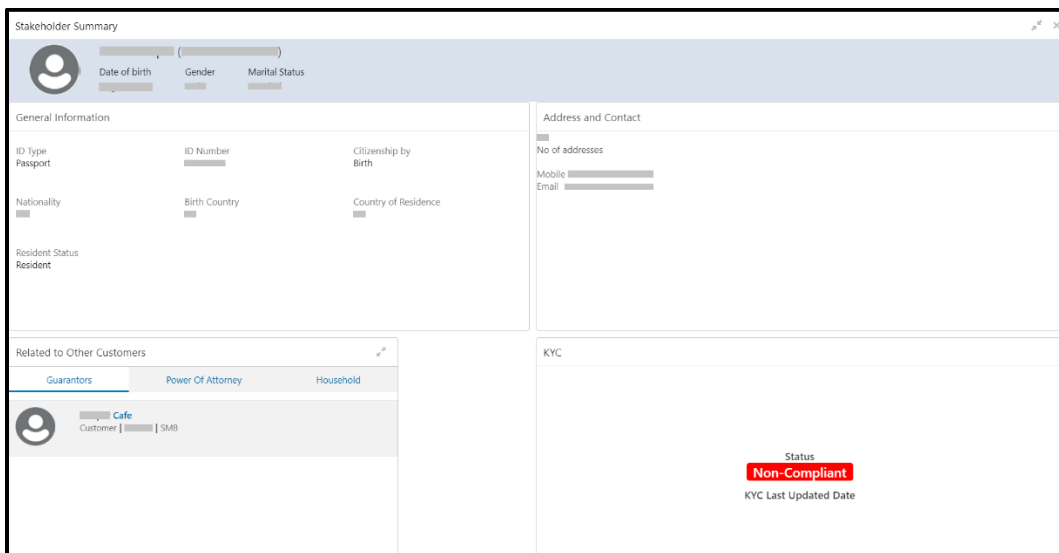 Stakeholder Summary
( )
Date of birth Gender Marital Status
General Information
ID Type ID Number Citizenship by
Passport Birth
Nationality Birth Country Country of Residence
Resident Status
Resident
Address and Contact
No of addresses
Mobile
Email
Related to Other Customers
Guarantors Power Of Attorney Household
Cafe
Customer | | SMB
KYC
Status
Non-Compliant
KYC Last Updated Date